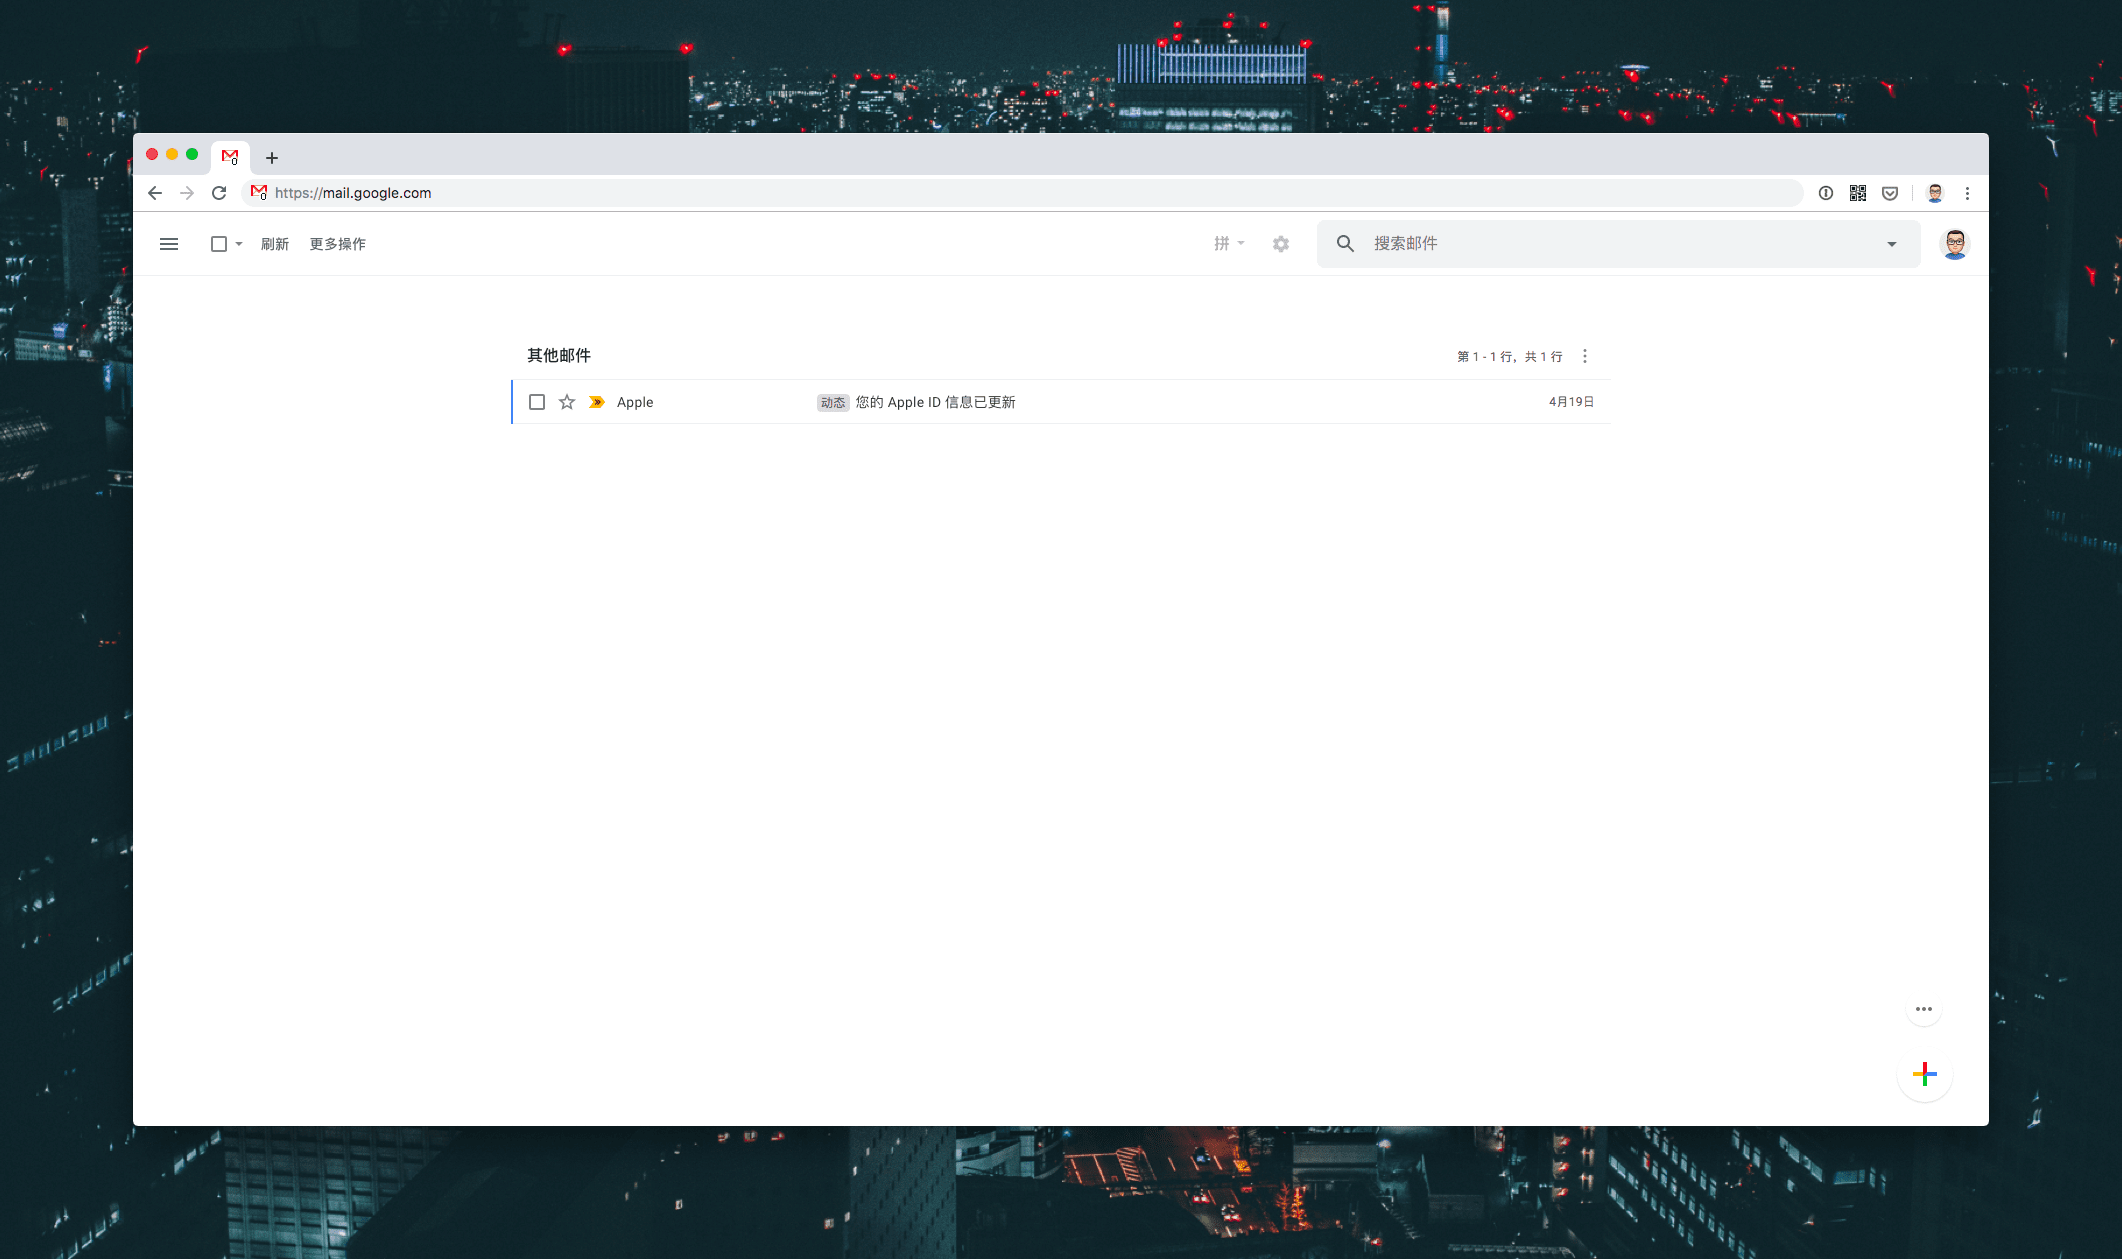 https://mail.google.com
刷新 更多操作 拼 搜索邮件
其他邮件 第 1 - 1 行，共 1 行
Apple 动态 您的 Apple ID 信息已更新 4月19日